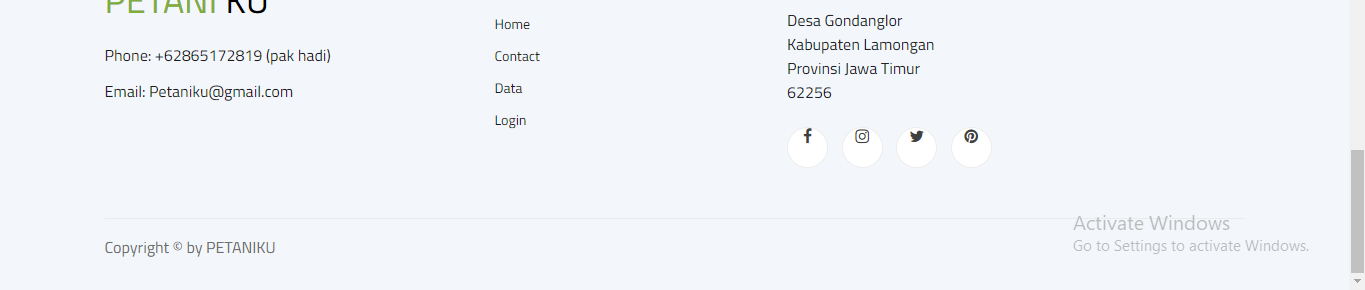 PETANI KU
Phone: +62865172819 (pak hadi)
Email: Petaniku@gmail.com
Home
Contact
Data
Login
Desa Gondanglor
Kabupaten Lamongan
Provinsi Jawa Timur
62256
Copyright © by PETANIKU
Activate Windows
Go to Settings to activate Windows.